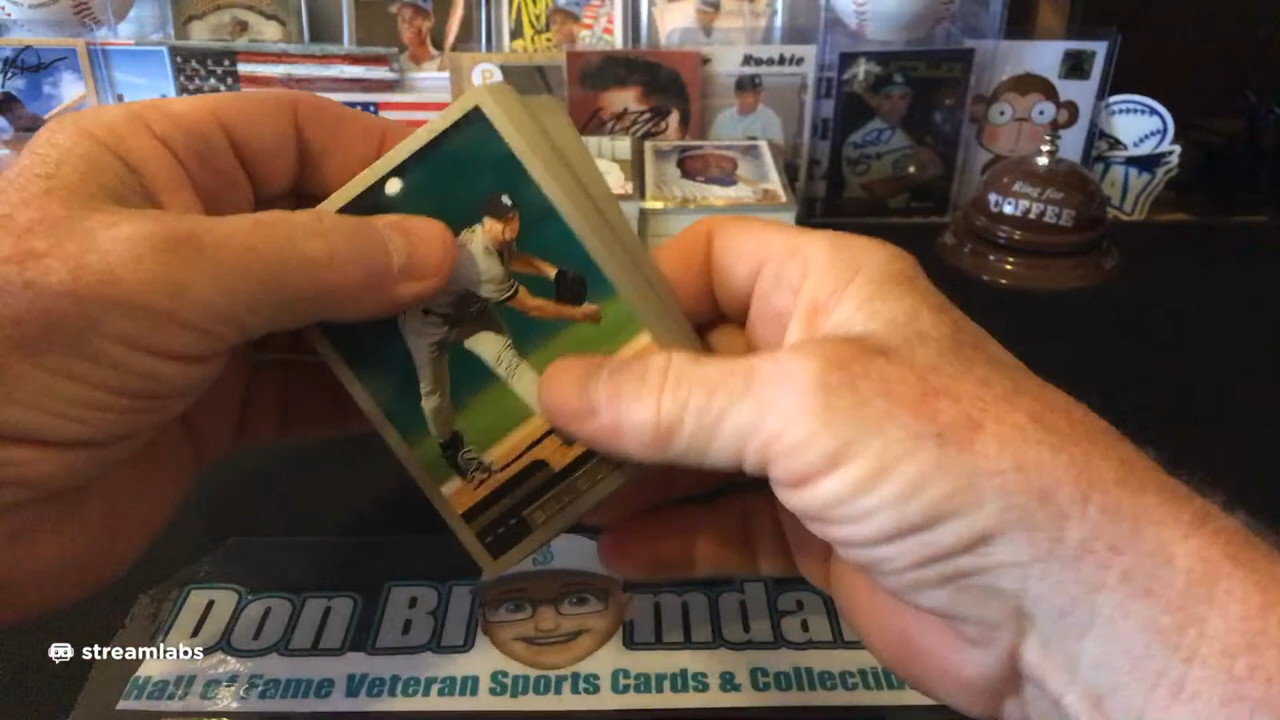 Rookie
Ring for
COFFEE
Don Bl mda
Hall of Fame Veteran Sports Cards & Collectib
streamlabs